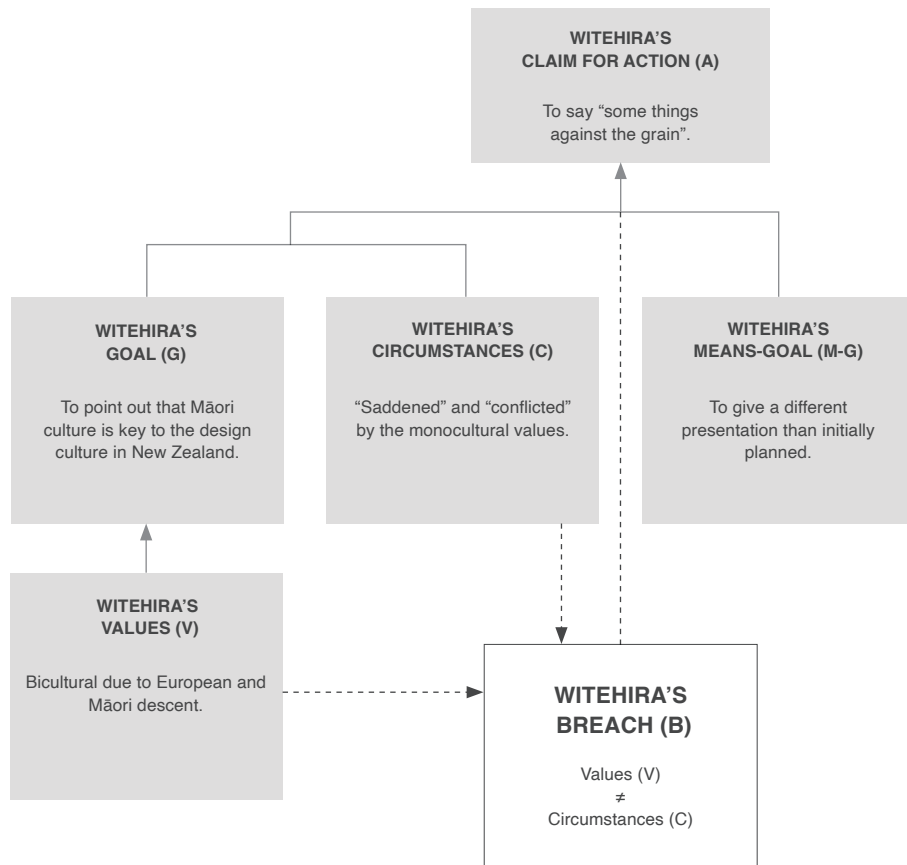 WITEHIRA’S
CLAIM FOR ACTION (A)
To say “some things
against the grain”.
WITEHIRA’S
GOAL (G)
To point out that Māori
culture is key to the design
culture in New Zealand.
WITEHIRA’S
CIRCUMSTANCES (C)
“Saddened” and “conflicted”
by the monocultural values.
WITEHIRA’S
MEANS-GOAL (M-G)
To give a different
presentation than initially
planned.
WITEHIRA’S
VALUES (V)
Bicultural due to European and
Māori descent.
WITEHIRA’S
BREACH (B)
Values (V)
≠
Circumstances (C)